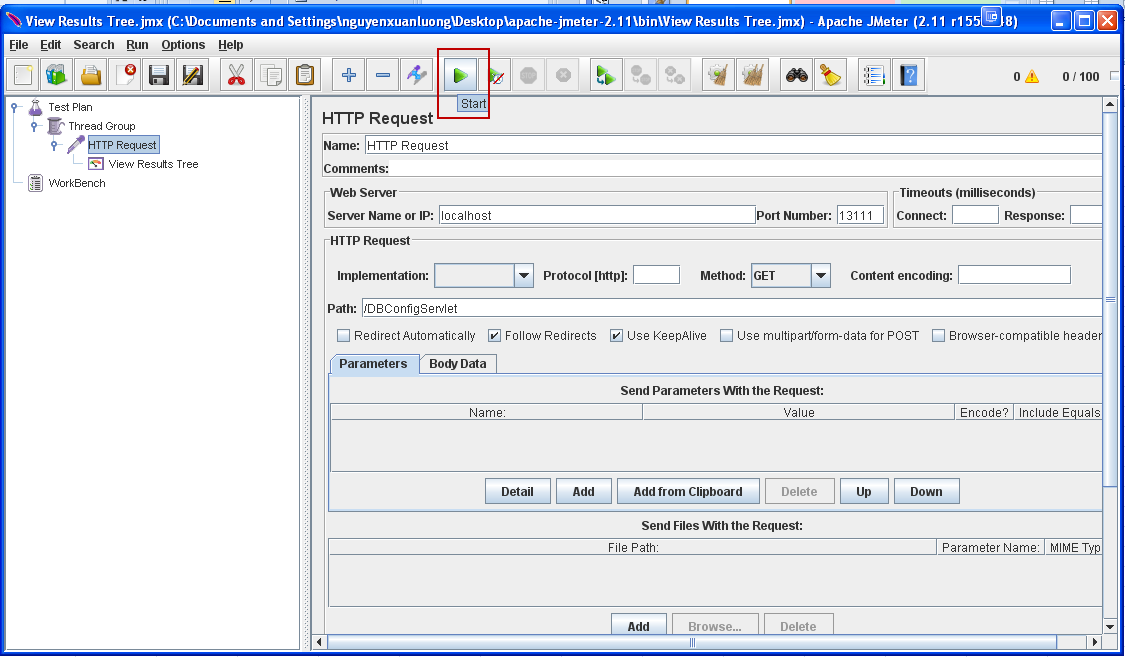 View Results Tree.jmx (C:\Documents and Settings\nguyenxuanluong\Desktop\apache-jmeter-2.11\bin\View Results Tree.jmx) - Apache JMeter (2.11 r155 8)
File Edit Search Run Options Help
0 0 / 100
Start
Test Plan
Thread Group
HTTP Request
View Results Tree
WorkBench
HTTP Request
Name: HTTP Request
Comments:
Web Server Timeouts (milliseconds)
Server Name or IP: localhost Port Number: 13111 Connect: Response:
HTTP Request
Implementation: Protocol [http]: Method: GET Content encoding:
Path: /DBConfigServlet
Redirect Automatically Follow Redirects Use KeepAlive Use multipart/form-data for POST Browser-compatible header
Parameters Body Data
Send Parameters With the Request:
Name: Value Encode? Include Equals
Detail Add Add from Clipboard Delete Up Down
Send Files With the Request:
File Path: Parameter Name: MIME Typ
Add Browse... Delete